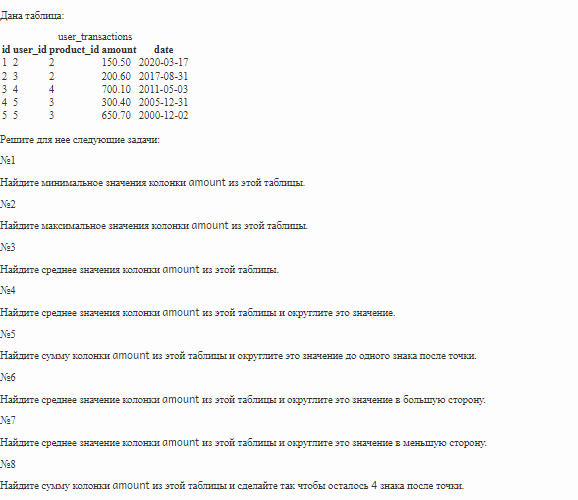 Дана таблица:
user_transactions
id user_id product_id amount date
1 2 2 150.50 2020-03-17
2 3 2 200.60 2017-08-31
3 4 4 700.10 2011-05-03
4 5 3 300.40 2005-12-31
5 5 3 650.70 2000-12-02
Решите для нее следующие задачи:
№1
Найдите минимальное значения колонки amount из этой таблицы.
№2
Найдите максимальное значения колонки amount из этой таблицы.
№3
Найдите среднее значения колонки amount из этой таблицы.
№4
Найдите среднее значения колонки amount из этой таблицы и округлите это значение.
№5
Найдите сумму колонки amount из этой таблицы и округлите это значение до одного знака после точки.
№6
Найдите среднее значение колонки amount из этой таблицы и округлите это значение в большую сторону.
№7
Найдите среднее значение колонки amount из этой таблицы и округлите это значение в меньшую сторону.
№8
Найдите сумму колонки amount из этой таблицы и сделайте так чтобы осталось 4 знака после точки.